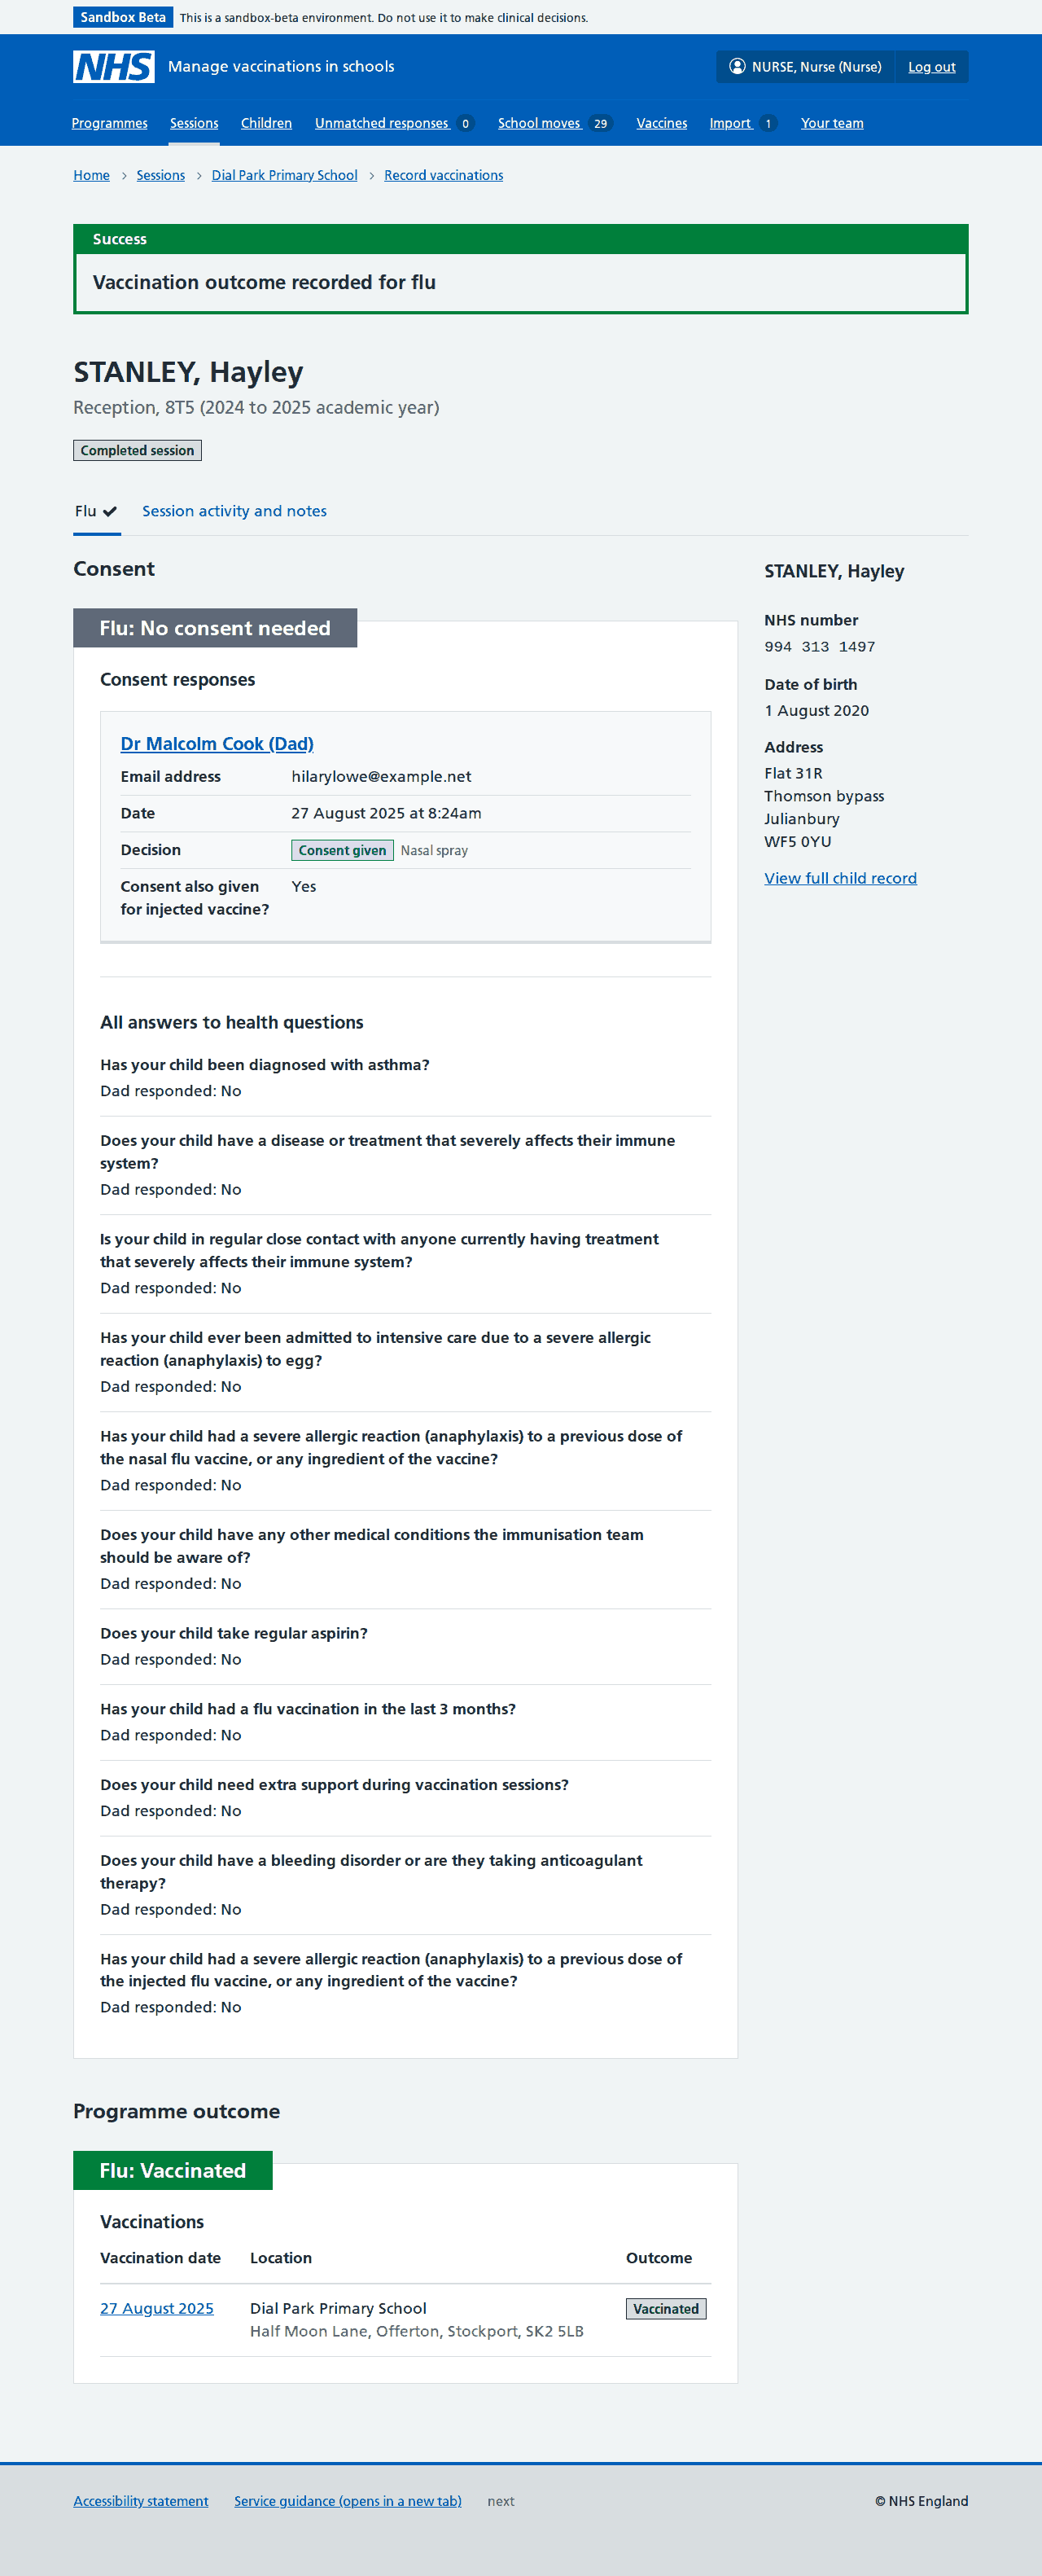 Sandbox Beta This is a sandbox-beta environment. Do not use it to make clinical decisions.
NHS Manage vaccinations in schools NURSE, Nurse (Nurse) Log out
Programmes Sessions Children Unmatched responses 0 School moves 29 Vaccines Import 1 Your team
Home > Sessions > Dial Park Primary School > Record vaccinations
Success
Vaccination outcome recorded for flu
STANLEY, Hayley
Reception, 8T5 (2024 to 2025 academic year)
Completed session
Flu Session activity and notes
Consent
Flu: No consent needed
Consent responses
Dr Malcolm Cook (Dad)
Email address hilarylowe@example.net
Date 27 August 2025 at 8:24am
Decision Consent given Nasal spray
Consent also given Yes
for injected vaccine?
All answers to health questions
Has your child been diagnosed with asthma?
Dad responded: No
Does your child have a disease or treatment that severely affects their immune
system?
Dad responded: No
Is your child in regular close contact with anyone currently having treatment
that severely affects their immune system?
Dad responded: No
Has your child ever been admitted to intensive care due to a severe allergic
reaction (anaphylaxis) to egg?
Dad responded: No
Has your child had a severe allergic reaction (anaphylaxis) to a previous dose of
the nasal flu vaccine, or any ingredient of the vaccine?
Dad responded: No
Does your child have any other medical conditions the immunisation team
should be aware of?
Dad responded: No
Does your child take regular aspirin?
Dad responded: No
Has your child had a flu vaccination in the last 3 months?
Dad responded: No
Does your child need extra support during vaccination sessions?
Dad responded: No
Does your child have a bleeding disorder or are they taking anticoagulant
therapy?
Dad responded: No
Has your child had a severe allergic reaction (anaphylaxis) to a previous dose of
the injected flu vaccine, or any ingredient of the vaccine?
Dad responded: No
STANLEY, Hayley
NHS number
994 313 1497
Date of birth
1 August 2020
Address
Flat 31R
Thomson bypass
Julianbury
WF5 0YU
View full child record
Programme outcome
Flu: Vaccinated
Vaccinations
Vaccination date Location Outcome
27 August 2025 Dial Park Primary School Vaccinated
Half Moon Lane, Offerton, Stockport, SK2 5LB
Accessibility statement Service guidance (opens in a new tab) next © NHS England